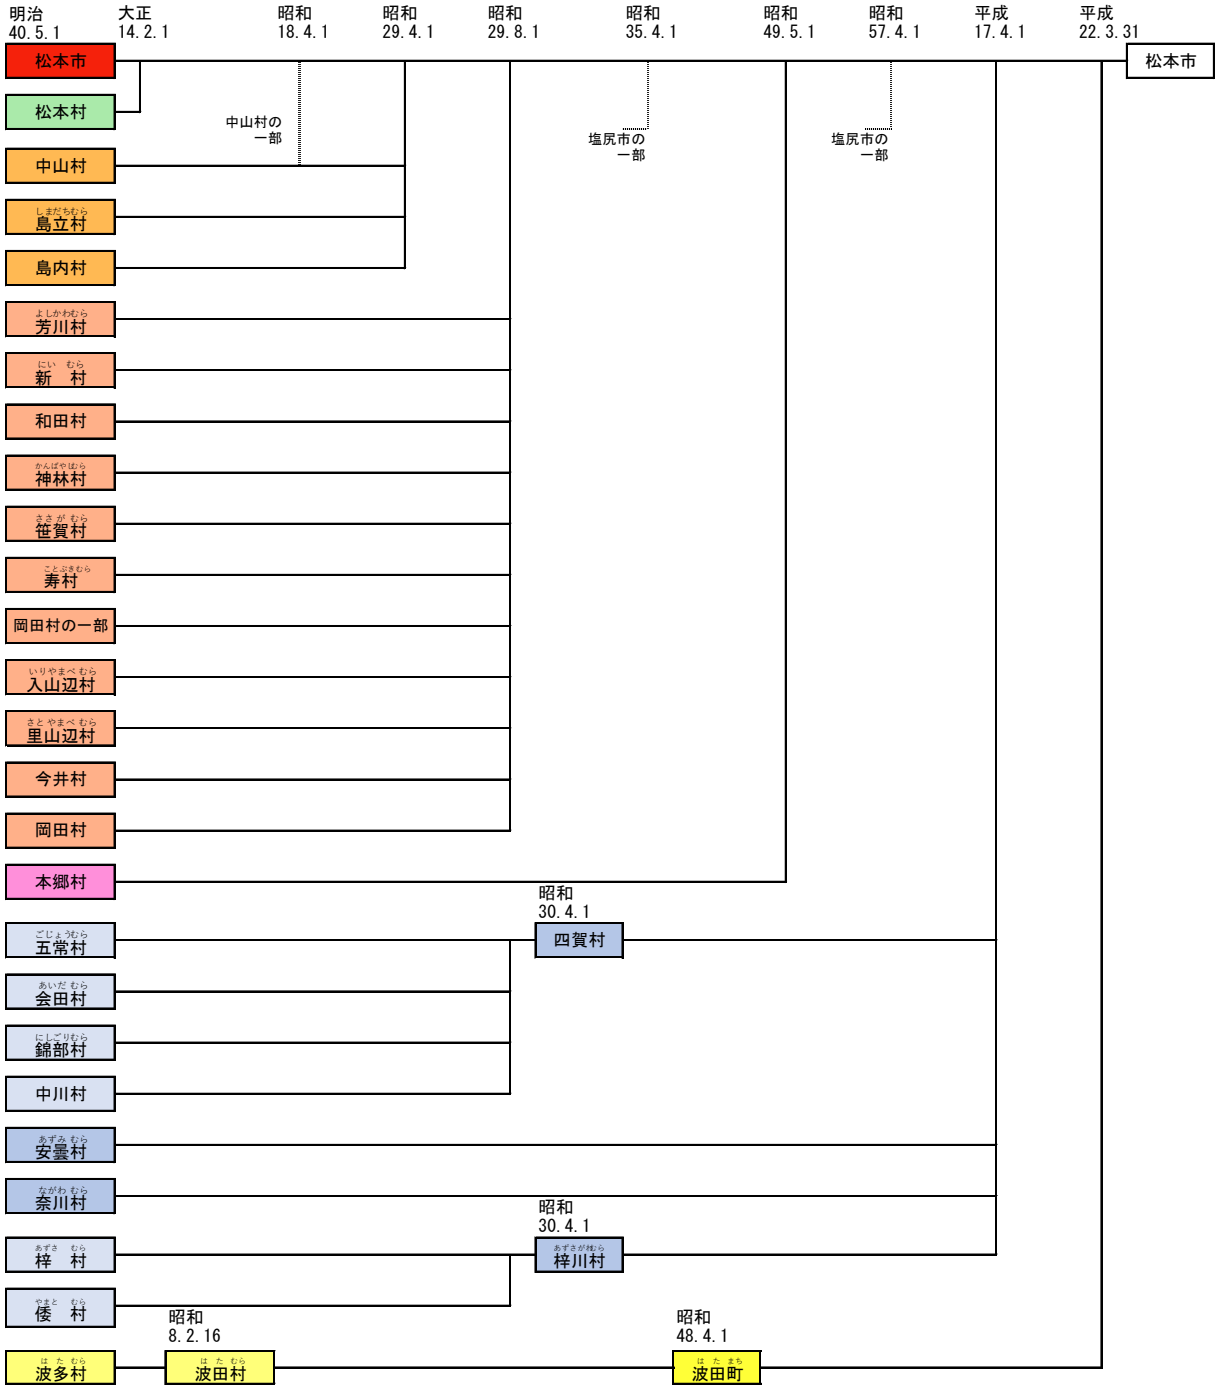 明治
40.5.1
大正
14.2.1
昭和
18.4.1
昭和
29.4.1
昭和
29.8.1
昭和
35.4.1
昭和
49.5.1
昭和
57.4.1
平成
17.4.1
平成
22.3.31
松本市
松本市
松本村
中山村の
一部
塩尻市の
一部
塩尻市の
一部
中山村
しまだちむら
島立村
島内村
よしかわむら
芳川村
にい むら
新 村
和田村
かんばやしむら
神林村
ささが むら
笹賀村
ことぶきむら
寿村
岡田村の一部
いりやまべ むら
入山辺村
さとやまべ むら
里山辺村
今井村
岡田村
本郷村
昭和
30.4.1
ごじょうむら
五常村
四賀村
あいだ むら
会田村
にしごりむら
錦部村
中川村
あずみ むら
安曇村
ながわ むら
奈川村
昭和
30.4.1
あずさ むら
梓 村
あずさがわむら
梓川村
やまと むら
倭 村
昭和
8.2.16
昭和
48.4.1
は た むら
波多村
は た むら
波田村
は た まち
波田町